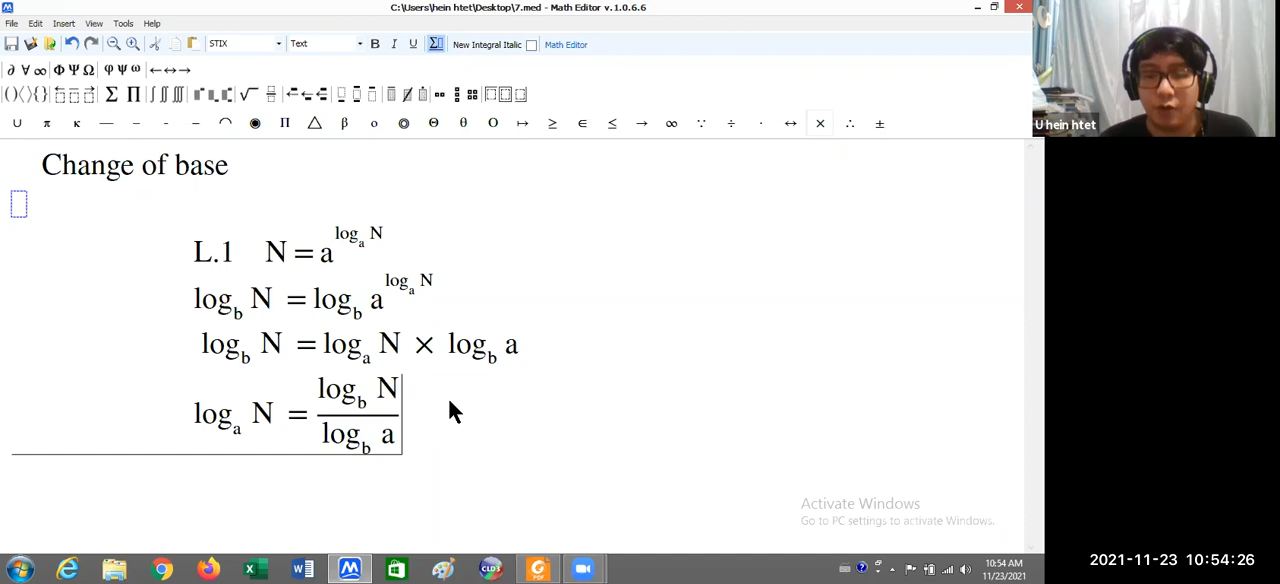 C:\Users\hein htet\Desktop\7.med - Math Editor v.1.0.6.6
File Edit Insert View Tools Help
STIX Text B I U Σ New Integral Italic Math Editor
∂ ∀ ∞ Φ Ψ Ω φ ψ ω ←↔→
() ⟨⟩ {} Σ Π ∫ ∬ ∭
∪ π κ — - - − ◉ Π △ β o ⊚ Θ θ O ↦ ≥ ∈ ≤ → ∞ ∵ ÷ · ↔ × ∴ ±
U hein htet
Change of base
L.1 N = a^{log_a N}
log_b N = log_b a^{log_a N}
log_b N = log_a N × log_b a
log_a N = \frac{log_b N}{log_b a}
Activate Windows
Go to PC settings to activate Windows.
10:54 AM
11/23/2021
2021-11-23 10:54:26